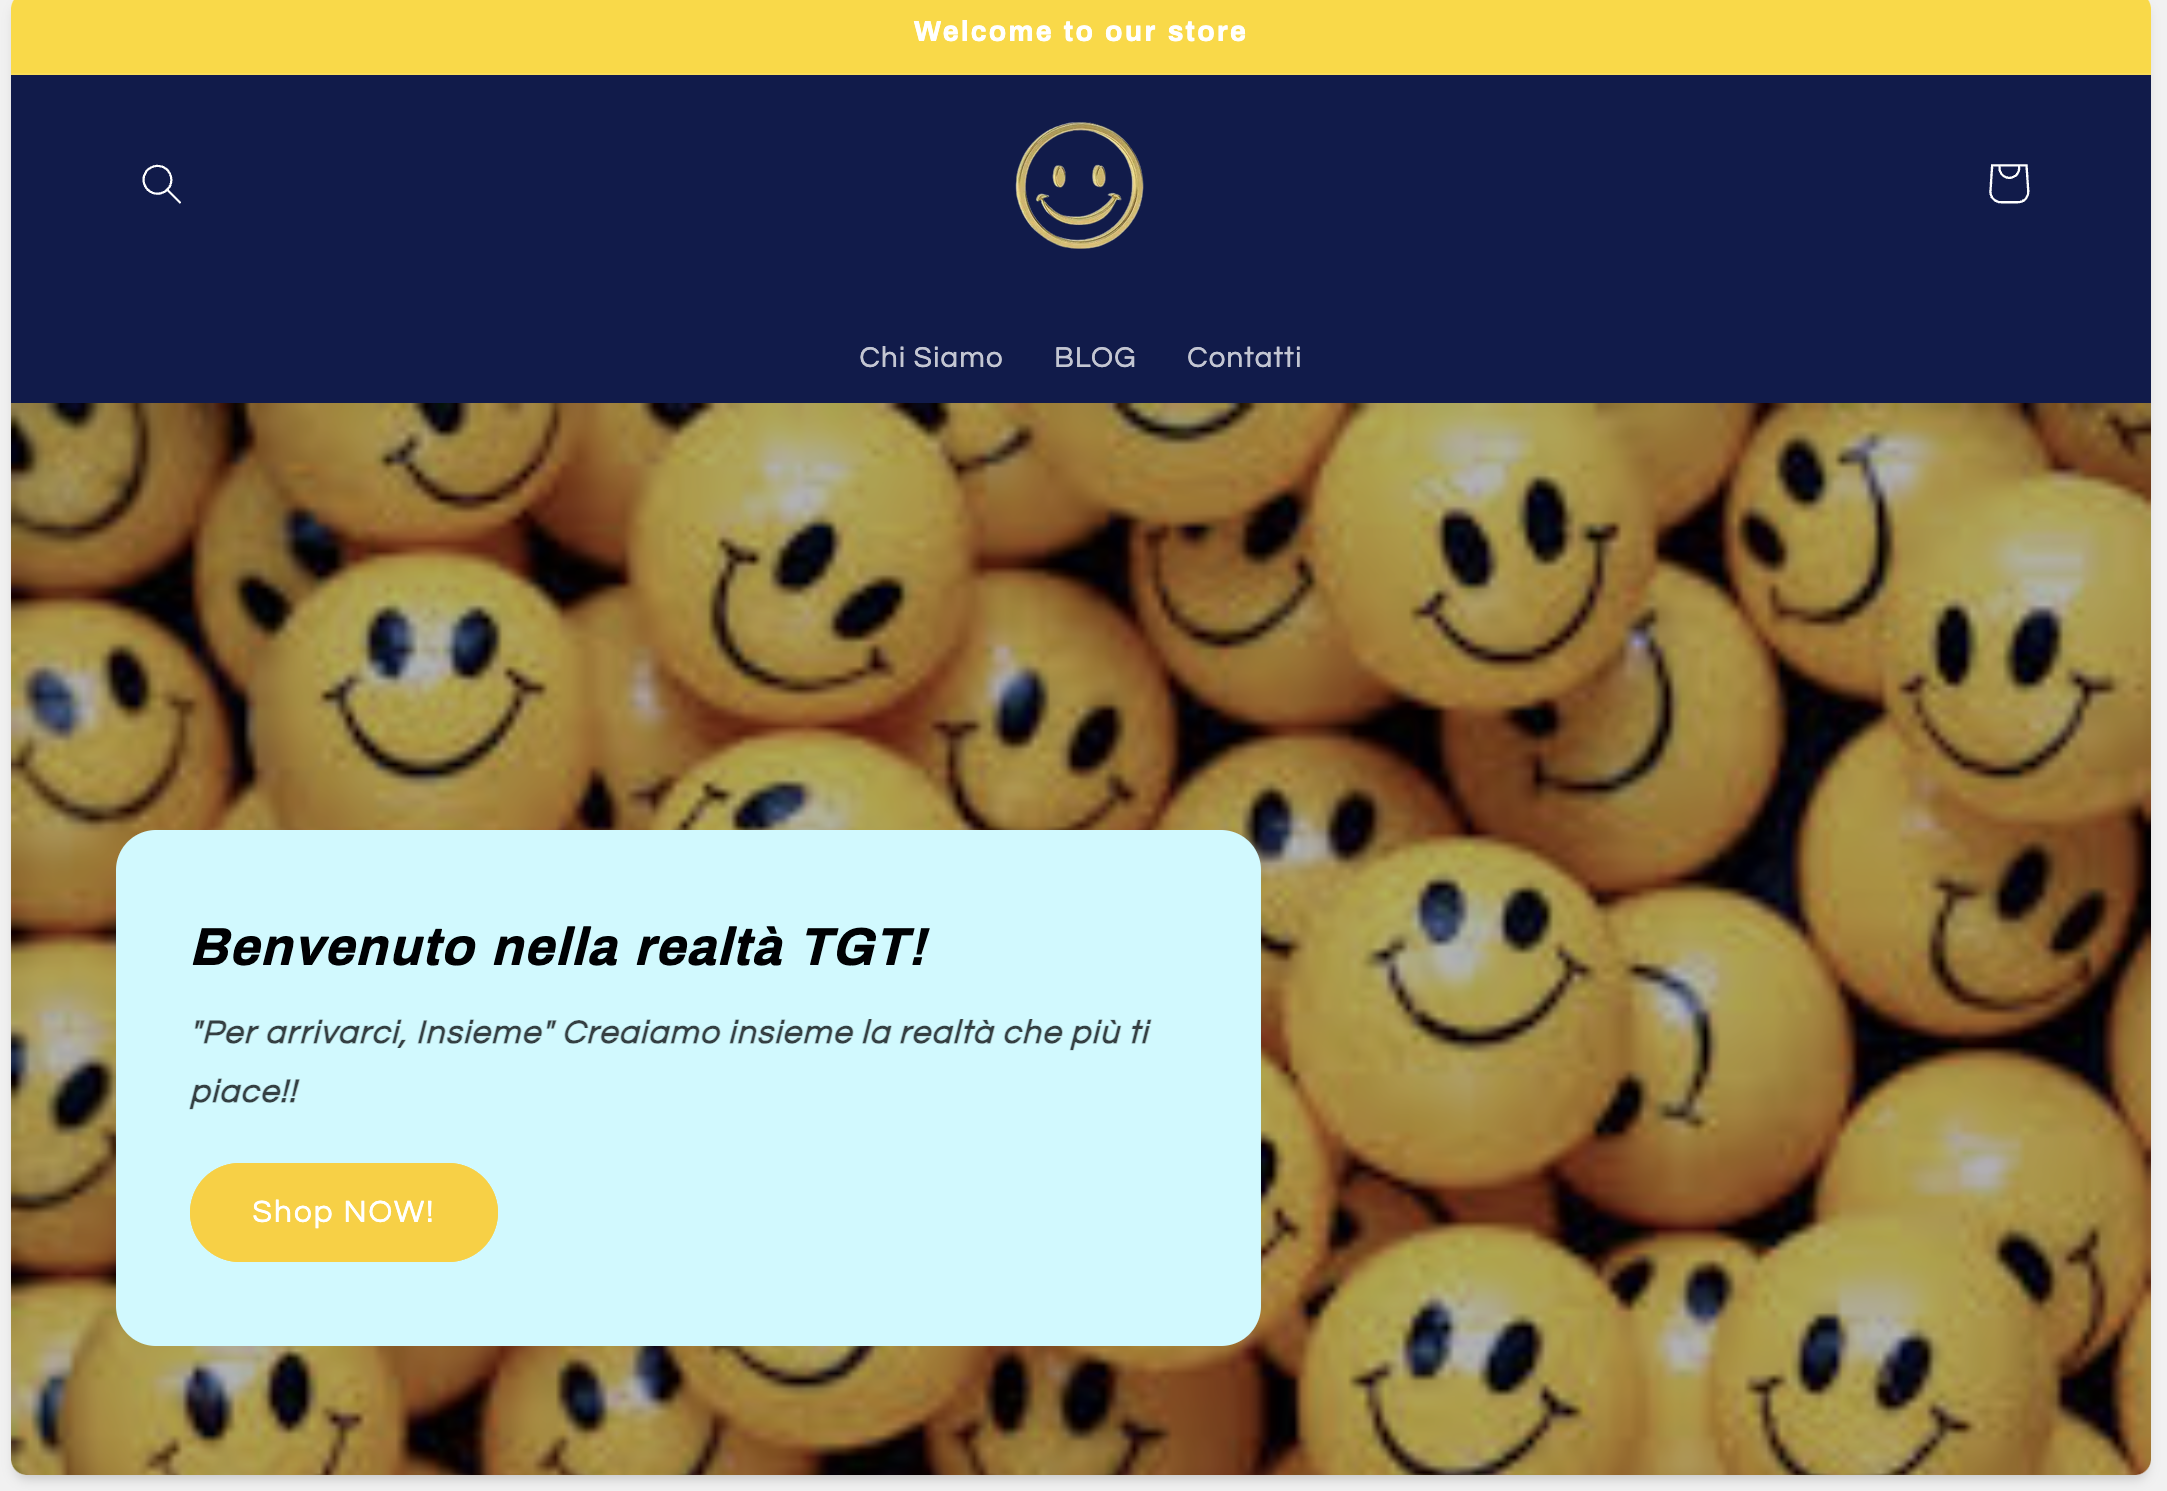 Welcome to our store
Chi Siamo BLOG Contatti
Benvenuto nella realtà TGT!
"Per arrivarci, Insieme" Crediamo insieme la realtà che più ti
piace!!
Shop NOW!